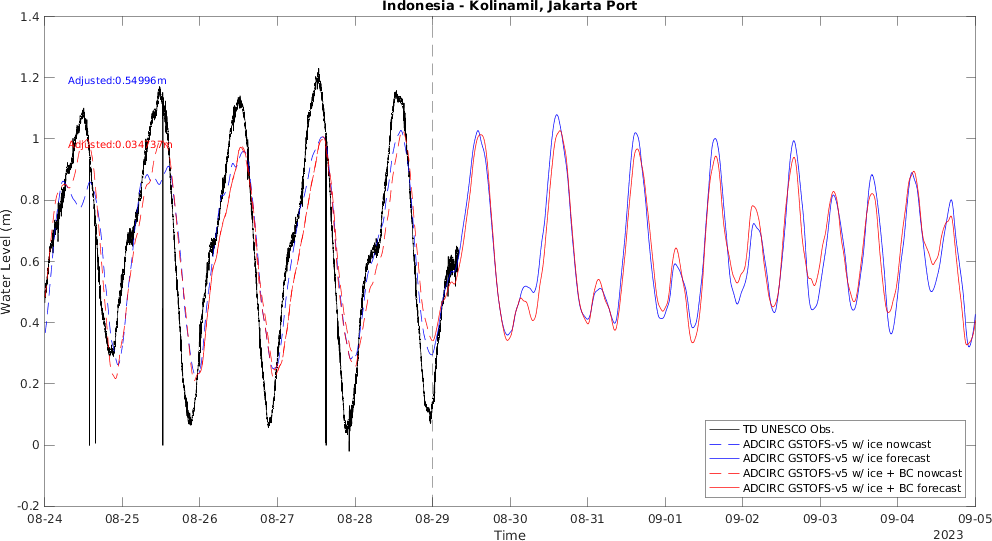 Indonesia - Kolinamil, Jakarta Port
1.4
1.2
1
0.8
0.6
0.4
0.2
0
-0.2
Water Level (m)
Adjusted:0.54996m
TD UNESCO Obs.
ADCIRC GSTOFS-v5 w/ ice nowcast
ADCIRC GSTOFS-v5 w/ ice forecast
ADCIRC GSTOFS-v5 w/ ice + BC nowcast
ADCIRC GSTOFS-v5 w/ ice + BC forecast
08-24 08-25 08-26 08-27 08-28 08-29 08-30 08-31 09-01 09-02 09-03 09-04 09-05
Time
2023